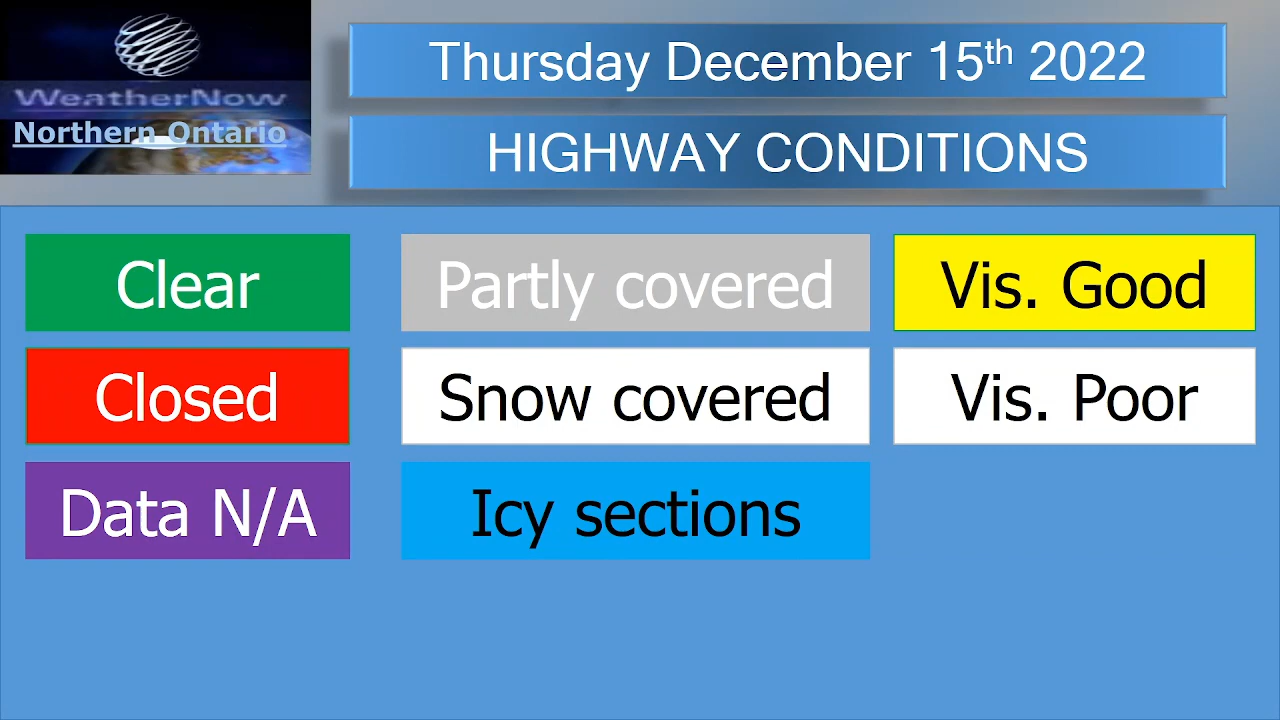 WeatherNow
Northern Ontario
Thursday December 15th 2022
HIGHWAY CONDITIONS
Clear
Partly covered
Vis. Good
Closed
Snow covered
Vis. Poor
Data N/A
Icy sections